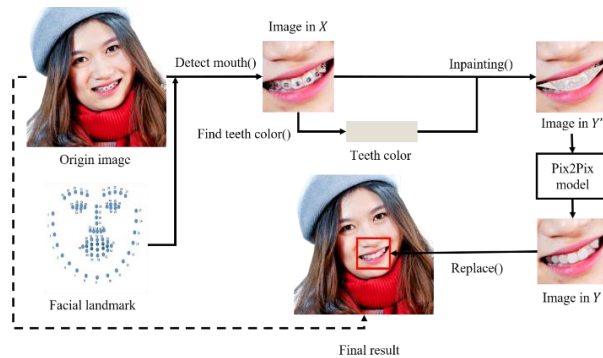 Image in X
Detect mouth()
Inpainting()
Find teeth color()
Image in Y'
Origin image
Teeth color
Pix2Pix
model
Replace()
Facial landmark
Image in Y
Final result